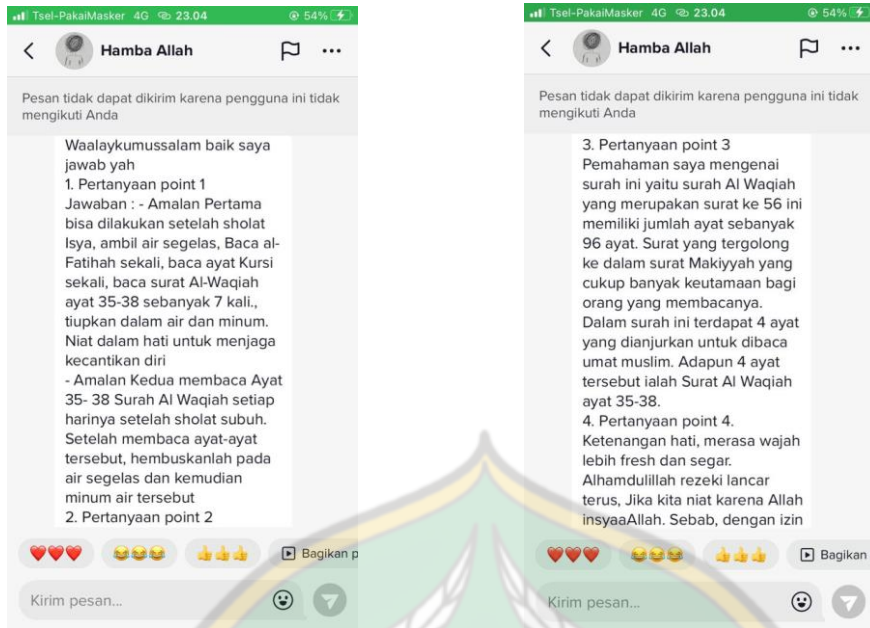 Tsel-PakaiMasker 4G 23.04 54%
Hamba Allah
Pesan tidak dapat dikirim karena pengguna ini tidak
mengikuti Anda
Waalaykumussalam baik saya
jawab yah
1. Pertanyaan point 1
Jawaban : - Amalan Pertama
bisa dilakukan setelah sholat
Isya, ambil air segelas, Baca al-
Fatihah sekali, baca ayat Kursi
sekali, baca surat Al-Waqiah
ayat 35-38 sebanyak 7 kali.,
tiupkan dalam air dan minum.
Niat dalam hati untuk menjaga
kecantikan diri
- Amalan Kedua membaca Ayat
35- 38 Surah Al Waqiah setiap
harinya setelah sholat subuh.
Setelah membaca ayat-ayat
tersebut, hembuskanlah pada
air segelas dan kemudian
minum air tersebut
2. Pertanyaan point 2
Bagikan p
Kirim pesan...
Tsel-PakaiMasker 4G 23.04 54%
Hamba Allah
Pesan tidak dapat dikirim karena pengguna ini tidak
mengikuti Anda
3. Pertanyaan point 3
Pemahaman saya mengenai
surah ini yaitu surah Al Waqiah
yang merupakan surat ke 56 ini
memiliki jumlah ayat sebanyak
96 ayat. Surat yang tergolong
ke dalam surat Makiyyah yang
cukup banyak keutamaan bagi
orang yang membacanya.
Dalam surah ini terdapat 4 ayat
yang dianjurkan untuk dibaca
umat muslim. Adapun 4 ayat
tersebut ialah Surat Al Waqiah
ayat 35-38.
4. Pertanyaan point 4.
Ketenangan hati, merasa wajah
lebih fresh dan segar.
Alhamdulillah rezeki lancar
terus, Jika kita niat karena Allah
insyaaAllah. Sebab, dengan izin
Bagikan
Kirim pesan...